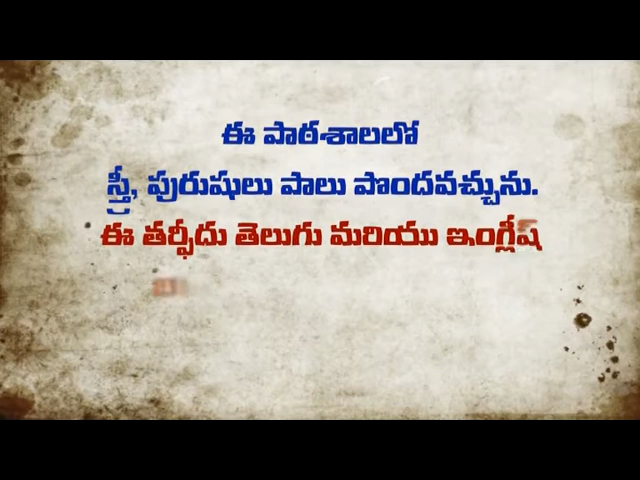 ఈ పాఠశాలలో
స్త్రీ, పురుషులు పాలు పొందవచ్చును.
ఈ తర్ఫీదు తెలుగు మరియు ఇంగ్లీష్